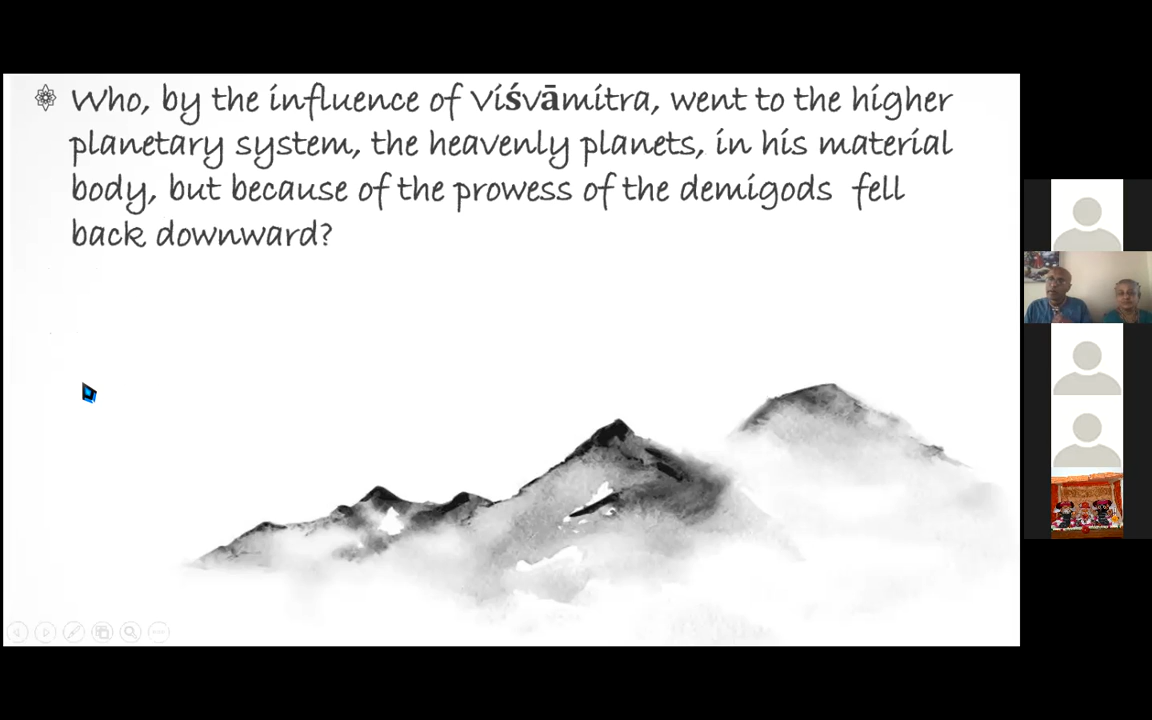 Who, by the influence of Viśvāmitra, went to the higher
planetary system, the heavenly planets, in his material
body, but because of the prowess of the demigods fell
back downward?